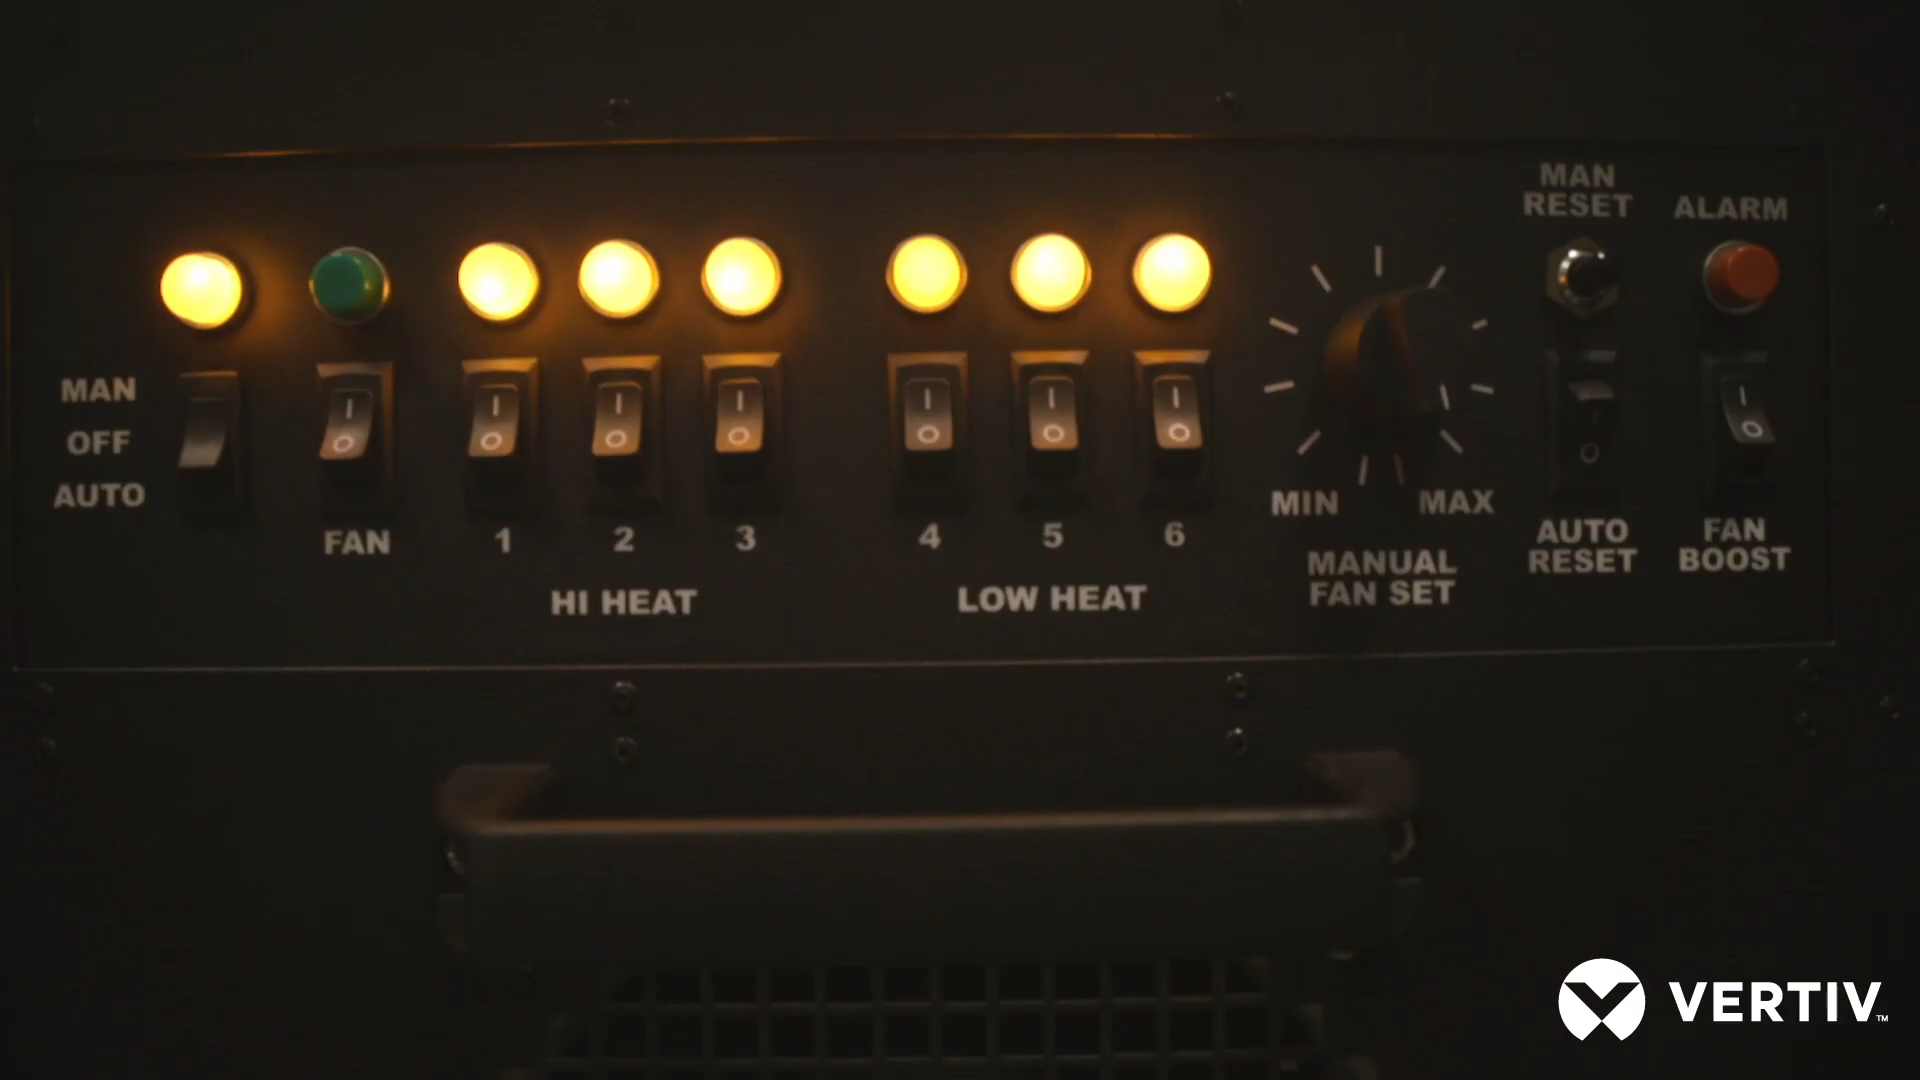 MAN
RESET
ALARM
MAN
OFF
AUTO
FAN
1
2
3
4
5
6
HI HEAT
LOW HEAT
MIN
MAX
MANUAL
FAN SET
AUTO
RESET
FAN
BOOST
VERTIV™